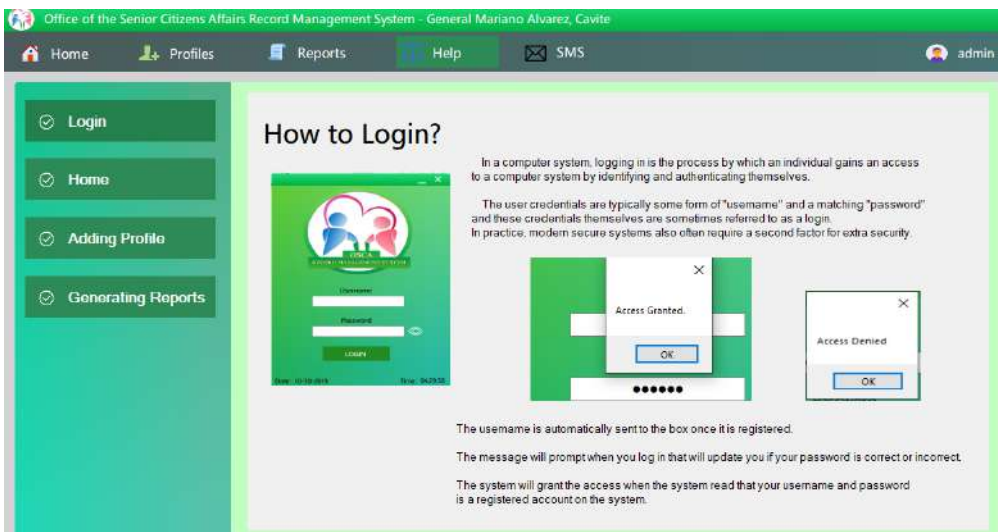 Office of the Senior Citizens Affairs Record Management System - General Mariano Alvarez, Cavite
Home Profiles Reports Help SMS admin
Login
Home
Adding Profile
Generating Reports
How to Login?
In a computer system, logging in is the process by which an individual gains an access
to a computer system by identifying and authenticating themselves.
The user credentials are typically some form of "username" and a matching "password"
and these credentials themselves are sometimes referred to as a login.
In practice, modern secure systems also often require a second factor for extra security.
OSCA
Username
Password
LOGIN
Access Granted.
OK
Access Denied
OK
The username is automatically sent to the box once it is registered.
The message will prompt when you log in that will update you if your password is correct or incorrect.
The system will grant the access when the system read that your username and password
is a registered account on the system.